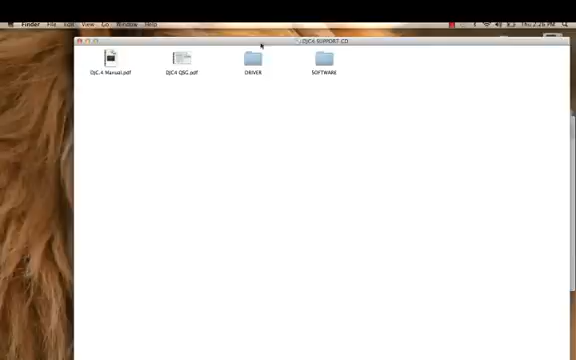 Finder File Edit View Go Window Help Thu 2:26 PM
DJC4 SUPPORT CD
DJC.4 Manual.pdf DJC4 QSG.pdf DRIVER SOFTWARE